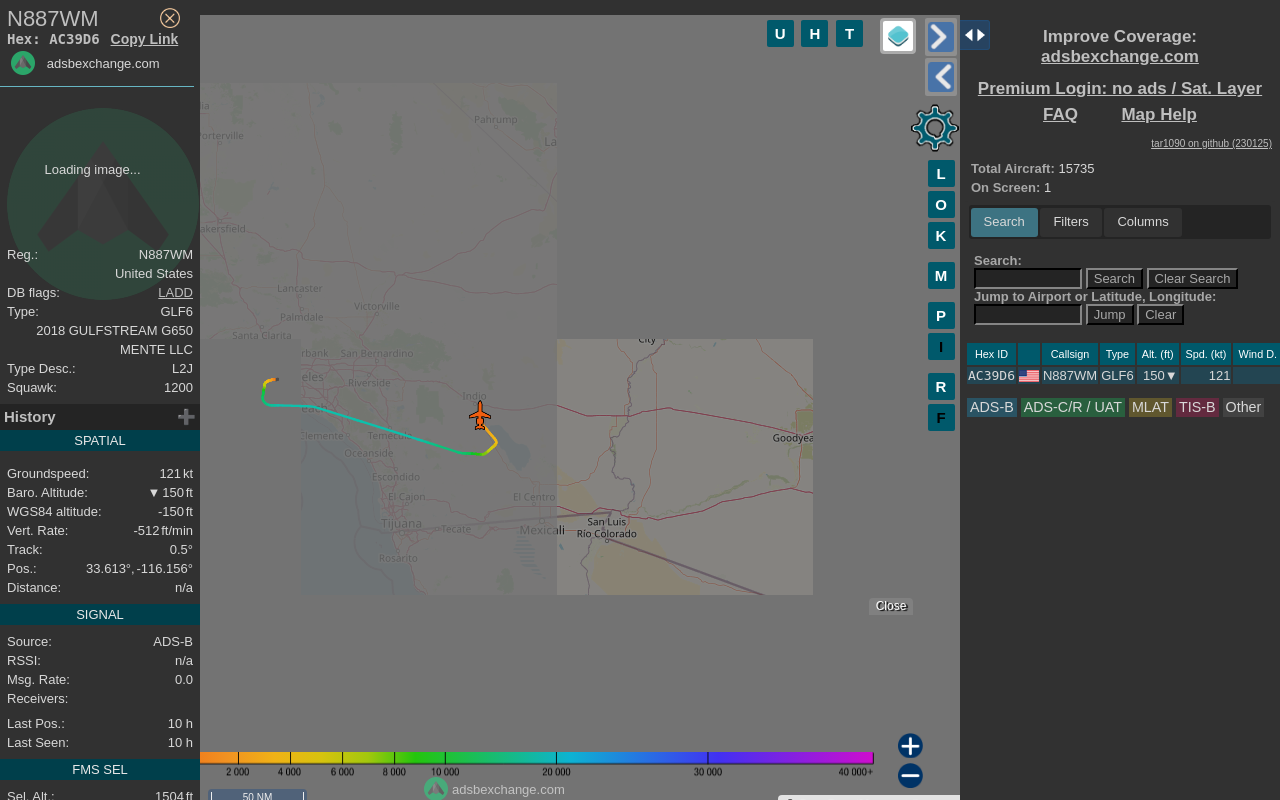 N887WM
Hex: AC39D6 Copy Link
adsbexchange.com
Loading image...
Reg.: N887WM
United States
DB flags: LADD
Type: GLF6
2018 GULFSTREAM G650
MENTE LLC
Type Desc.: L2J
Squawk: 1200
History
SPATIAL
Groundspeed: 121 kt
Baro. Altitude: ▼ 150 ft
WGS84 altitude: -150 ft
Vert. Rate: -512 ft/min
Track: 0.5°
Pos.: 33.613°, -116.156°
Distance: n/a
SIGNAL
Source: ADS-B
RSSI: n/a
Msg. Rate: 0.0
Receivers:
Last Pos.: 10 h
Last Seen: 10 h
FMS SEL
Sel. Alt.: 1504 ft
U H T
L
O
K
M
P
I
R
F
Pahrump
La
Porterville
akersfield
Lancaster
Palmdale
Victorville
Santa Clarita
City
rbank
San Bernardino
eles
Riverside
Indio
each
Clemente
Temec
Goodyea
Oceanside
Escondido
El Cajon
El Centro
Tijuana
Tecate
Mexicali
San Luis
Río Colorado
Rosarito
Close
2 000 4 000 6 000 8 000 10 000 20 000 30 000 40 000+
adsbexchange.com
50 NM
Improve Coverage:
adsbexchange.com
Premium Login: no ads / Sat. Layer
FAQ Map Help
tar1090 on github (230125)
Total Aircraft: 15735
On Screen: 1
Search Filters Columns
Search:
Search Clear Search
Jump to Airport or Latitude, Longitude:
Jump Clear
Hex ID Callsign Type Alt. (ft) Spd. (kt) Wind D.
AC39D6 N887WM GLF6 150▼ 121
ADS-B ADS-C/R / UAT MLAT TIS-B Other